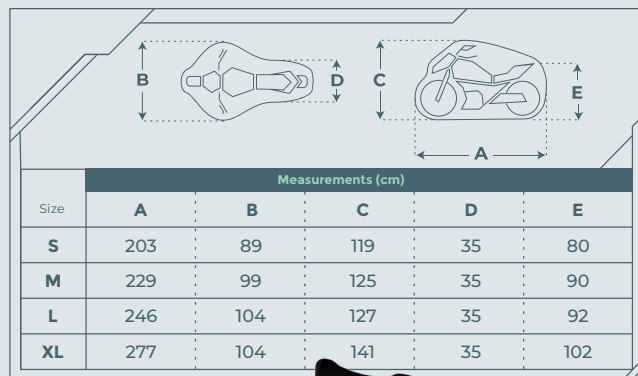 B
D
C
E
A
Measurements (cm)
Size A B C D E
S 203 89 119 35 80
M 229 99 125 35 90
L 246 104 127 35 92
XL 277 104 141 35 102